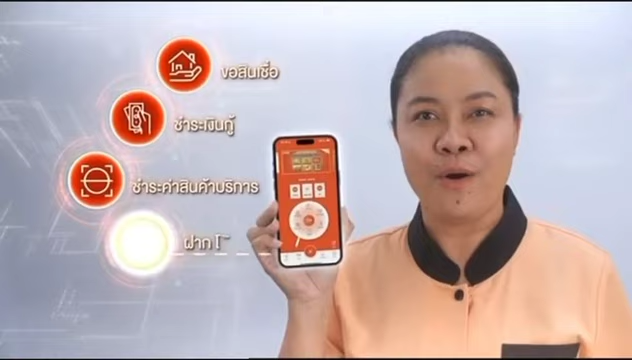 ขอสินเชื่อ
ชำระเงินกู้
ชำระค่าสินค้าบริการ
ฝาก